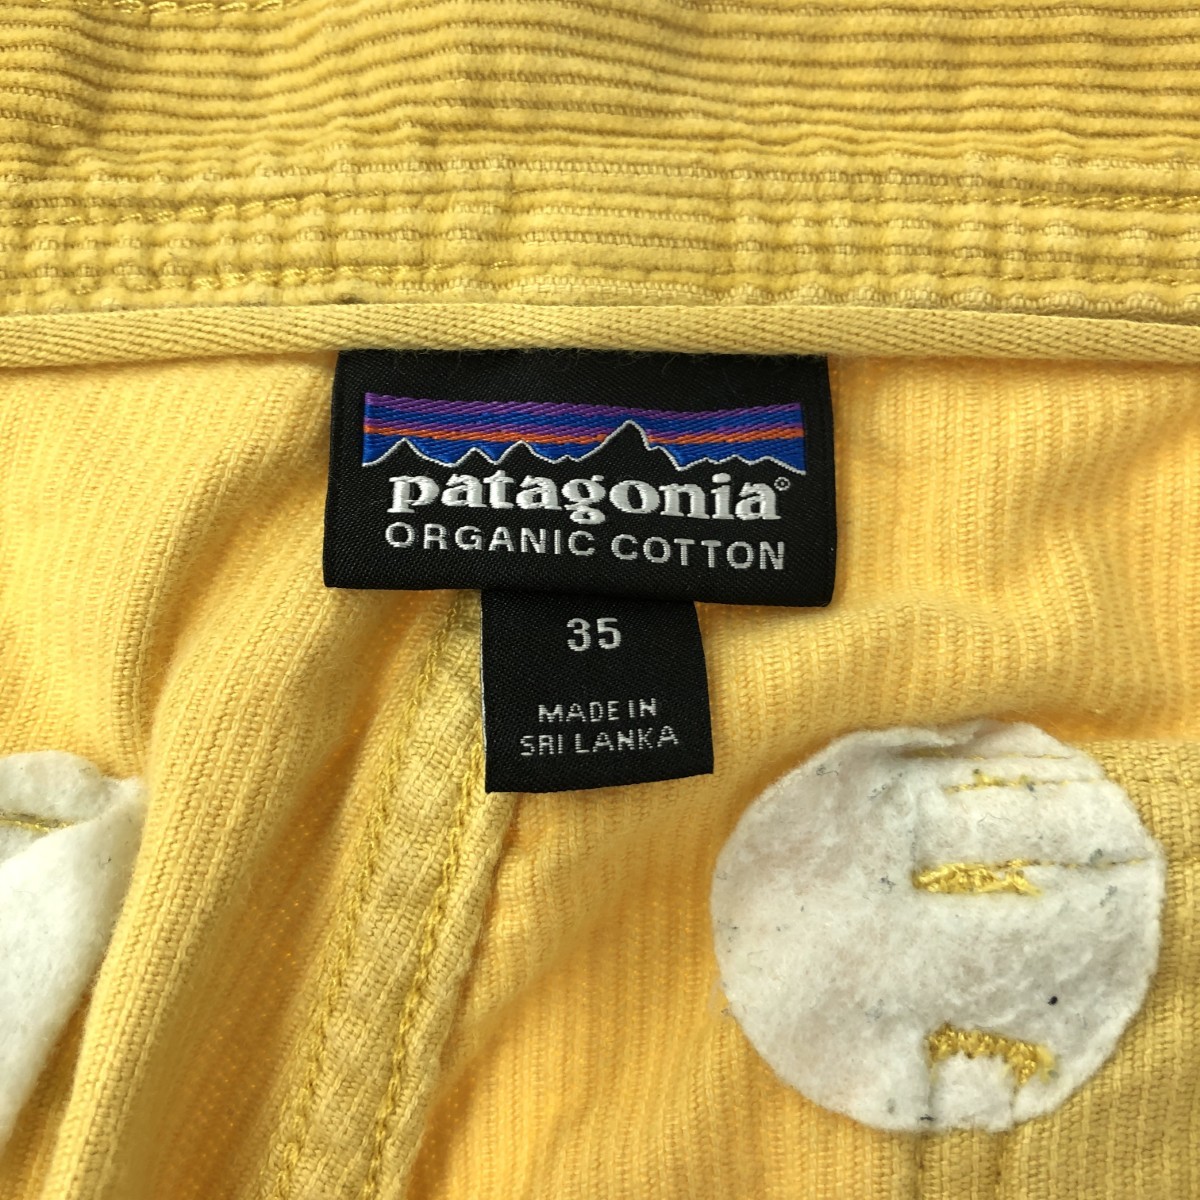 patagonia®
ORGANIC COTTON
35
MADE IN
SRI LANKA